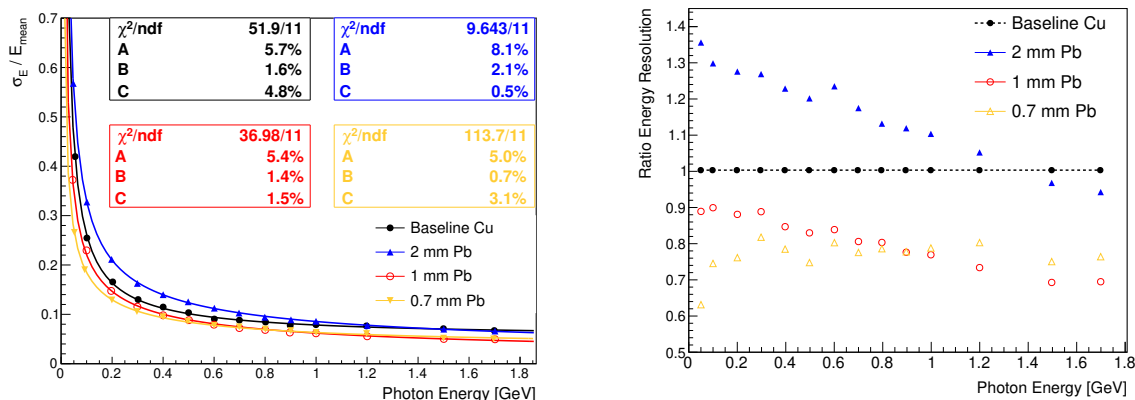 σ_E / E_mean
0.7
0.6
0.5
0.4
0.3
0.2
0.1
0
χ²/ndf 51.9/11
A 5.7%
B 1.6%
C 4.8%
χ²/ndf 9.643/11
A 8.1%
B 2.1%
C 0.5%
χ²/ndf 36.98/11
A 5.4%
B 1.4%
C 1.5%
χ²/ndf 113.7/11
A 5.0%
B 0.7%
C 3.1%
Baseline Cu
2 mm Pb
1 mm Pb
0.7 mm Pb
0 0.2 0.4 0.6 0.8 1 1.2 1.4 1.6 1.8
Photon Energy [GeV]
Ratio Energy Resolution
1.4
1.3
1.2
1.1
1
0.9
0.8
0.7
0.6
0.5
Baseline Cu
2 mm Pb
1 mm Pb
0.7 mm Pb
0 0.2 0.4 0.6 0.8 1 1.2 1.4 1.6 1.8
Photon Energy [GeV]